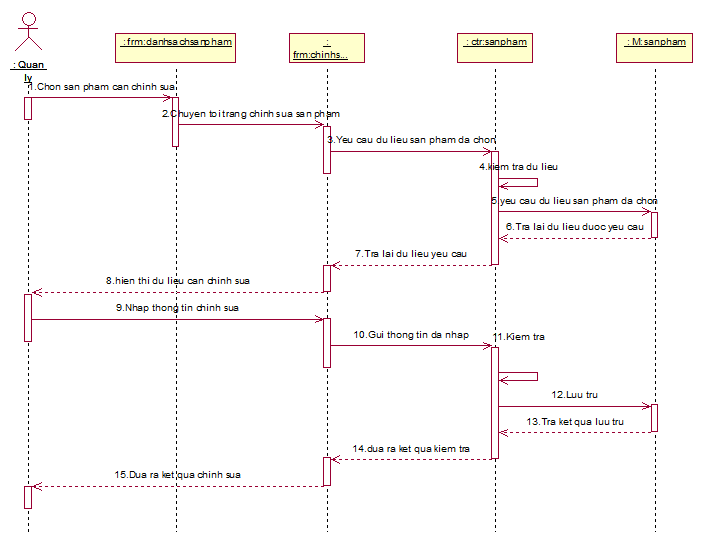 : frm:danhsachsanpham
:
frm:chinhs...
: ctr:sanpham
: M:sanpham
: Quan
ly
1.Chon san pham can chinh sua
2.Chuyen toi trang chinh sua san pham
3.Yeu cau du lieu san pham da chon
4.kiem tra du lieu
5.yeu cau du lieu san pham da chon
6.Tra lai du lieu duoc yeu cau
7.Tra lai du lieu yeu cau
8.hien thi du lieu can chinh sua
9.Nhap thong tin chinh sua
10.Gui thong tin da nhap
11.Kiem tra
12.Luu tru
13.Tra ket qua luu tru
14.dua ra ket qua kiem tra
15.Dua ra ket qua chinh sua